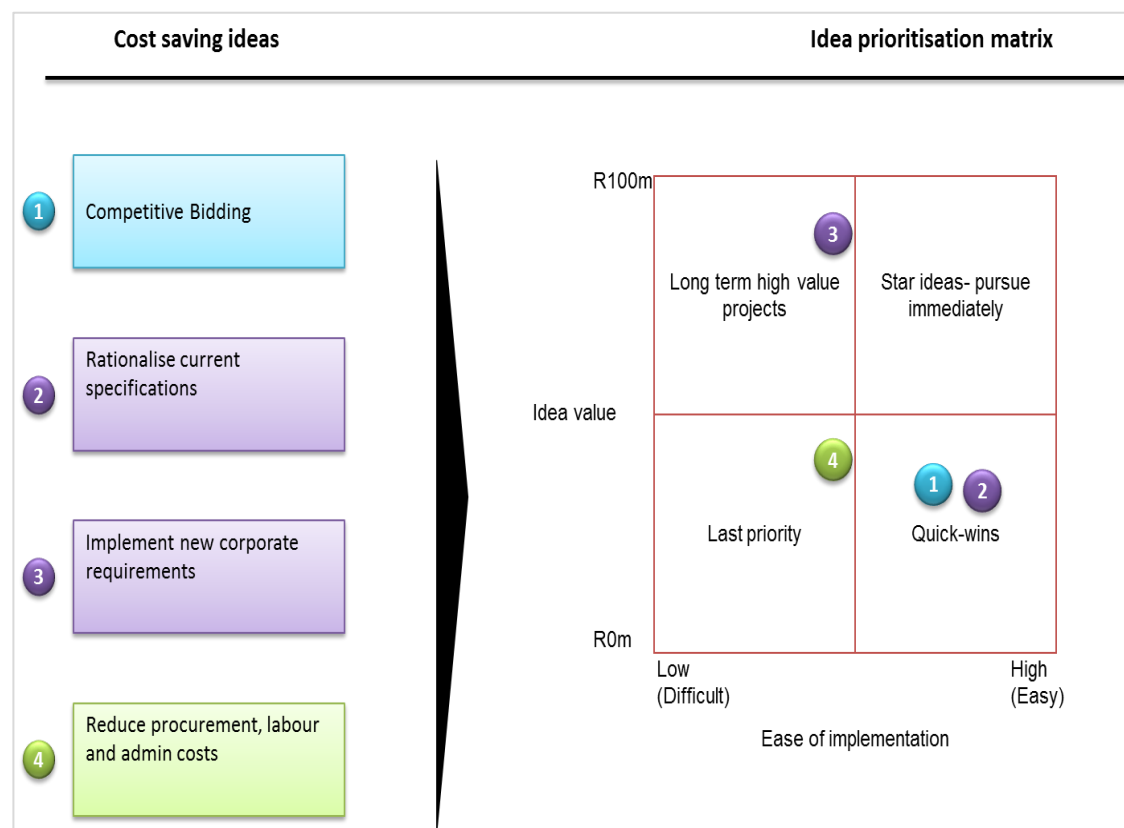 Cost saving ideas
Idea prioritisation matrix
1
Competitive Bidding
2
Rationalise current
specifications
3
Implement new corporate
requirements
4
Reduce procurement, labour
and admin costs
R100m
3
Long term high value
projects
Star ideas- pursue
immediately
Idea value
4
1
2
Last priority
Quick-wins
R0m
Low
(Difficult)
High
(Easy)
Ease of implementation